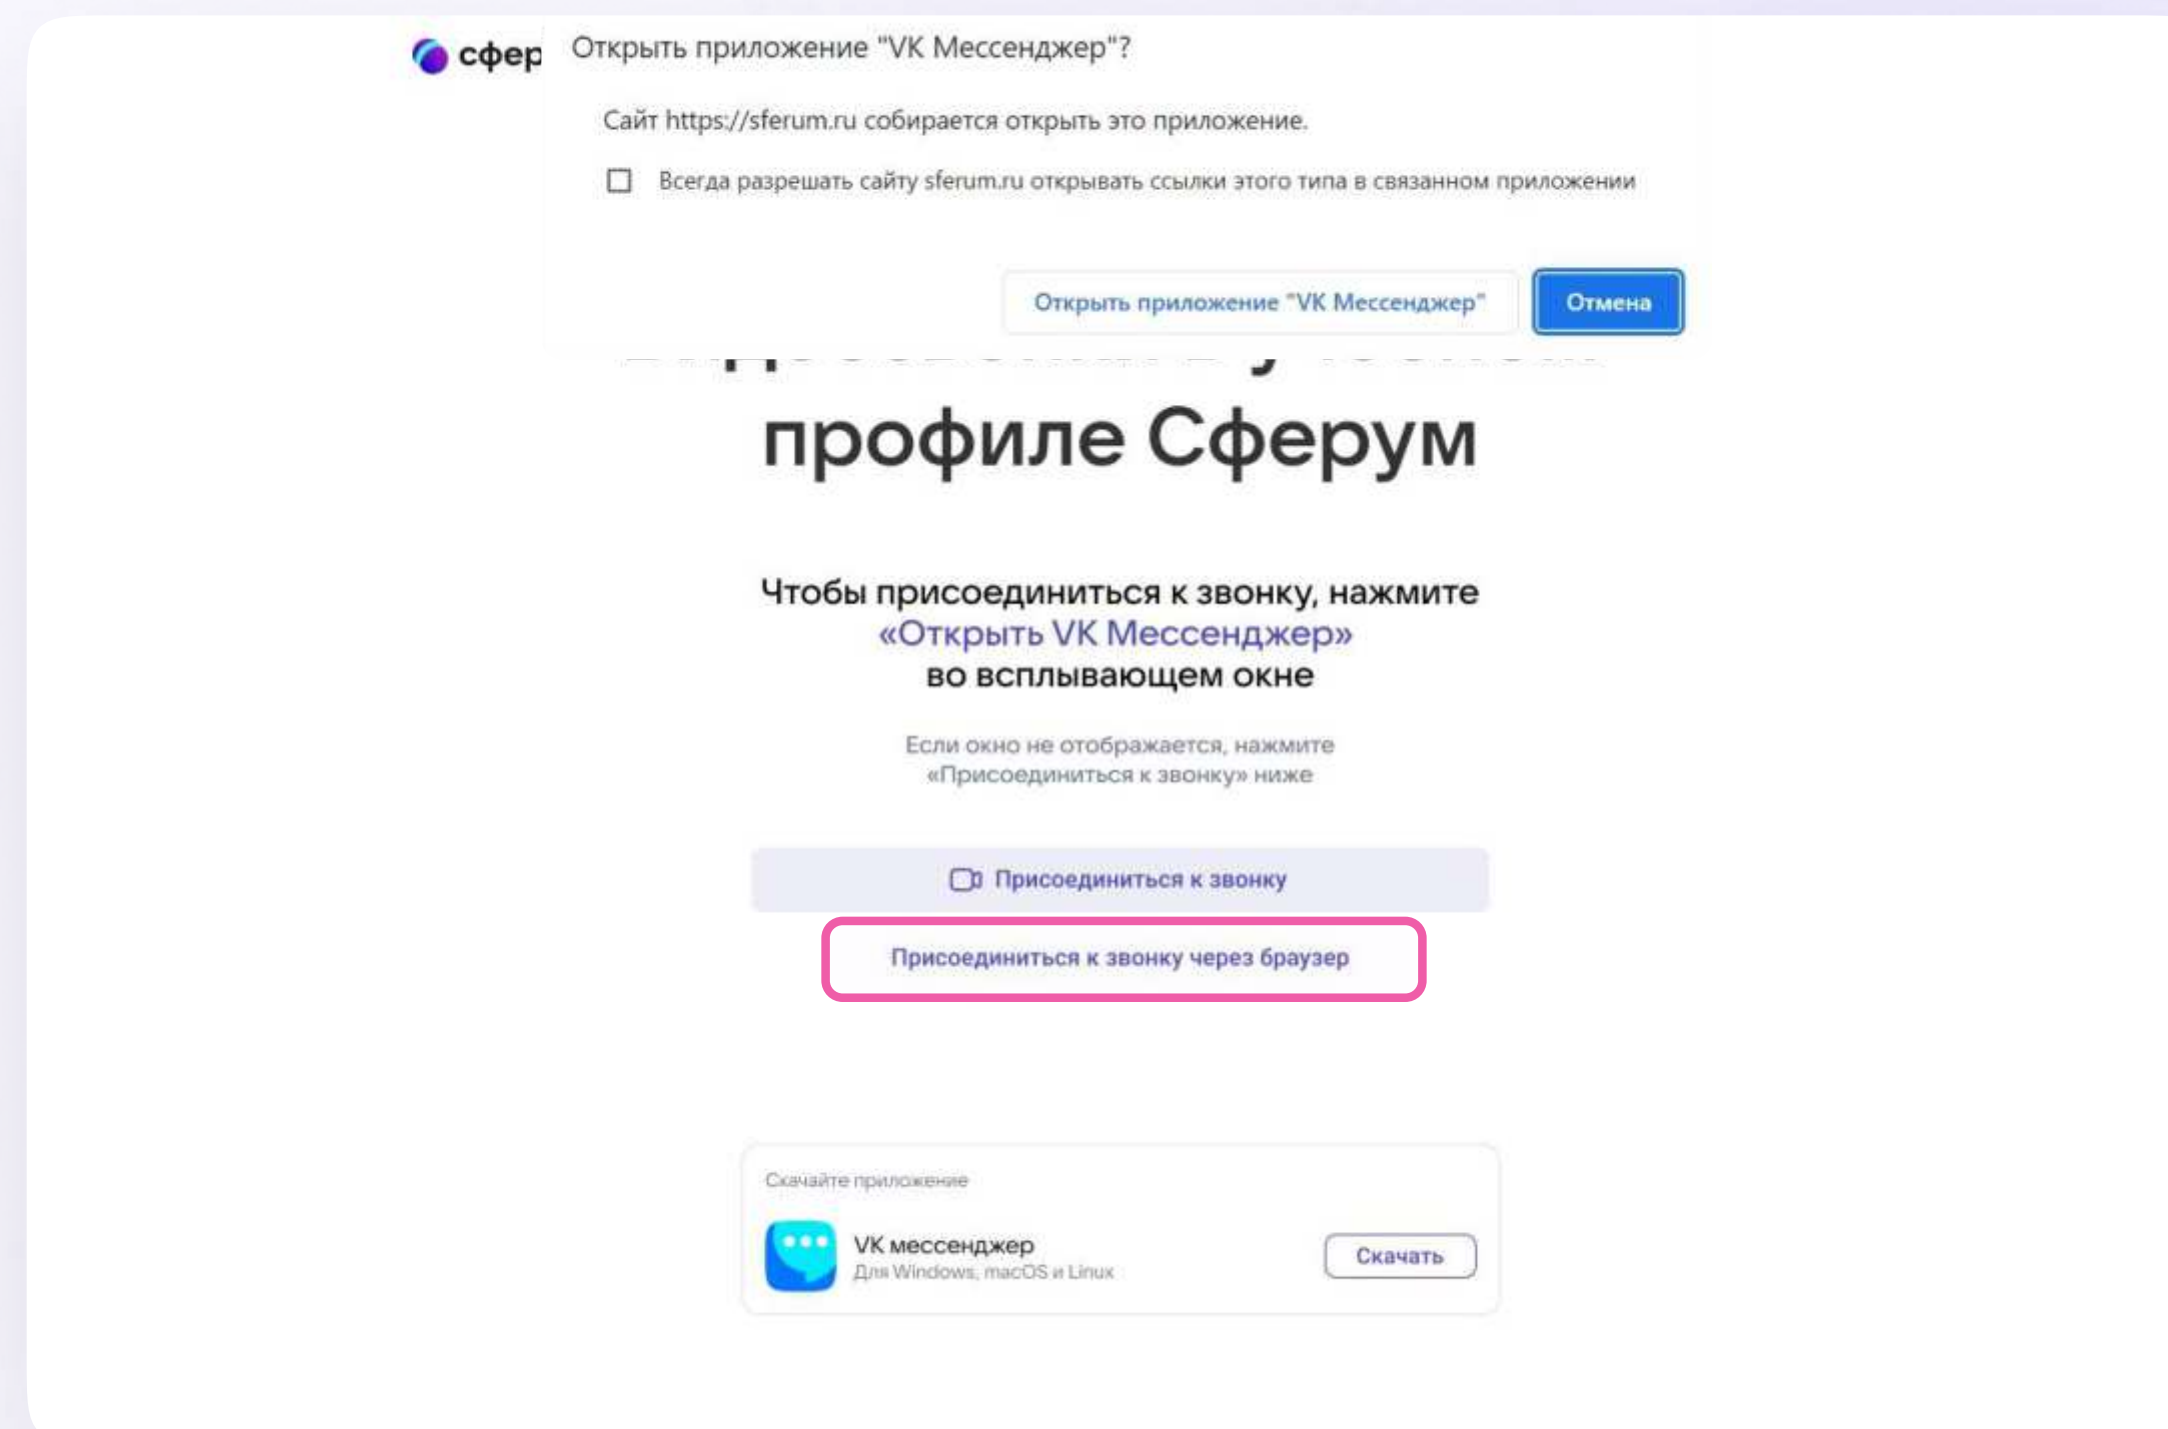 сфер
Открыть приложение "VK Мессенджер"?
Сайт https://sferum.ru собирается открыть это приложение.
Всегда разрешать сайту sferum.ru открывать ссылки этого типа в связанном приложении
Открыть приложение "VK Мессенджер"
Отмена
профиле Сферум
Чтобы присоединиться к звонку, нажмите
«Открыть VK Мессенджер»
во всплывающем окне
Если окно не отображается, нажмите
«Присоединиться к звонку» ниже
Присоединиться к звонку
Присоединиться к звонку через браузер
Скачайте приложение
VK мессенджер
Для Windows, macOS и Linux
Скачать